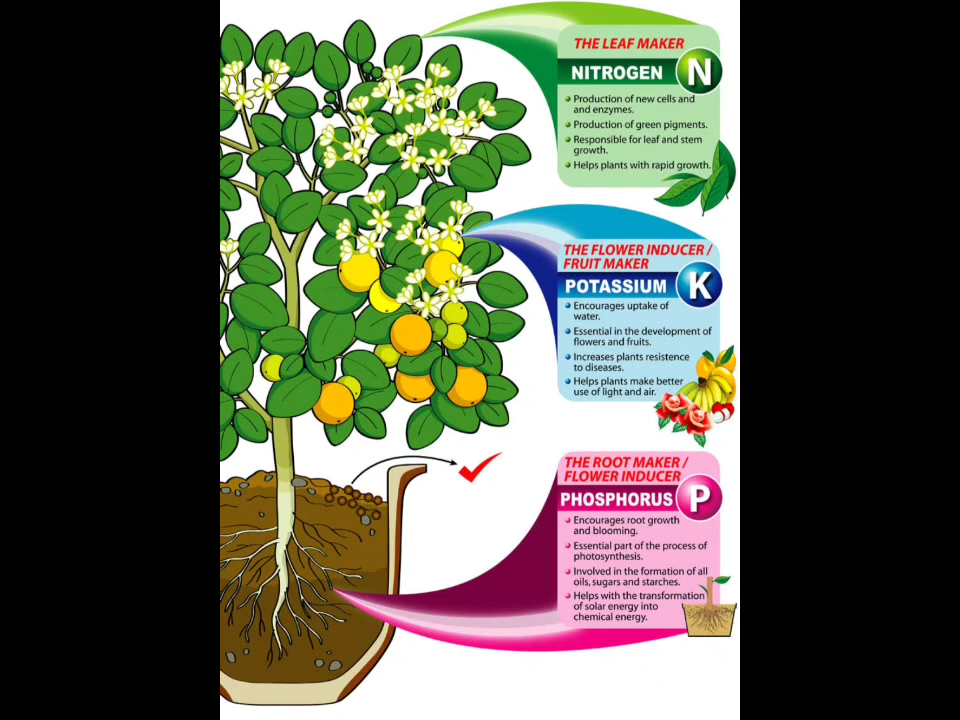 THE LEAF MAKER
NITROGEN N
Production of new cells and
and enzymes.
Production of green pigments.
Responsible for leaf and stem
growth.
Helps plants with rapid growth.
THE FLOWER INDUCER /
FRUIT MAKER
POTASSIUM K
Encourages uptake of
water.
Essential in the development of
flowers and fruits.
Increases plants resistence
to diseases.
Helps plants make better
use of light and air.
THE ROOT MAKER /
FLOWER INDUCER
PHOSPHORUS P
Encourages root growth
and blooming.
Essential part of the process of
photosynthesis.
Involved in the formation of all
oils, sugars and starches.
Helps with the transformation
of solar energy into
chemical energy.